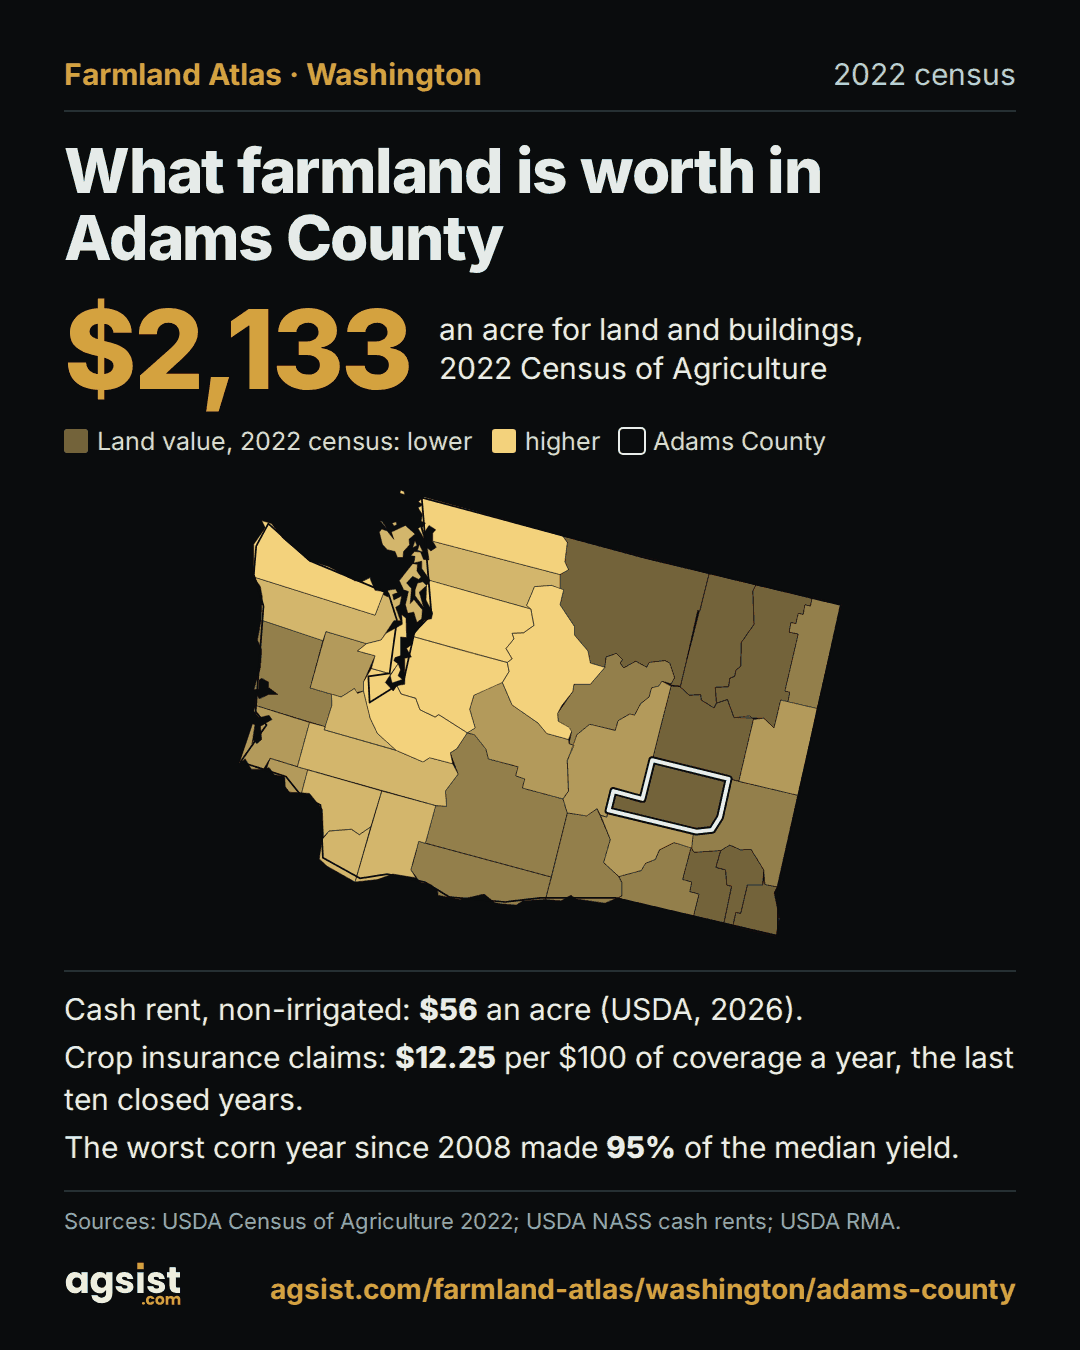 Farmland Atlas · Washington
2022 census
What farmland is worth in
Adams County
$2,133
an acre for land and buildings,
2022 Census of Agriculture
Land value, 2022 census: lower higher Adams County
Cash rent, non-irrigated: $56 an acre (USDA, 2026).
Crop insurance claims: $12.25 per $100 of coverage a year, the last
ten closed years.
The worst corn year since 2008 made 95% of the median yield.
Sources: USDA Census of Agriculture 2022; USDA NASS cash rents; USDA RMA.
agsist
.com
agsist.com/farmland-atlas/washington/adams-county